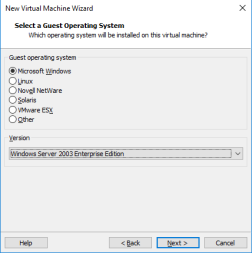 New Virtual Machine Wizard
Select a Guest Operating System
Which operating system will be installed on this virtual machine?
Guest operating system
Microsoft Windows
Linux
Novell NetWare
Solaris
VMware ESX
Other
Version
Windows Server 2003 Enterprise Edition
Help
< Back
Next >
Cancel